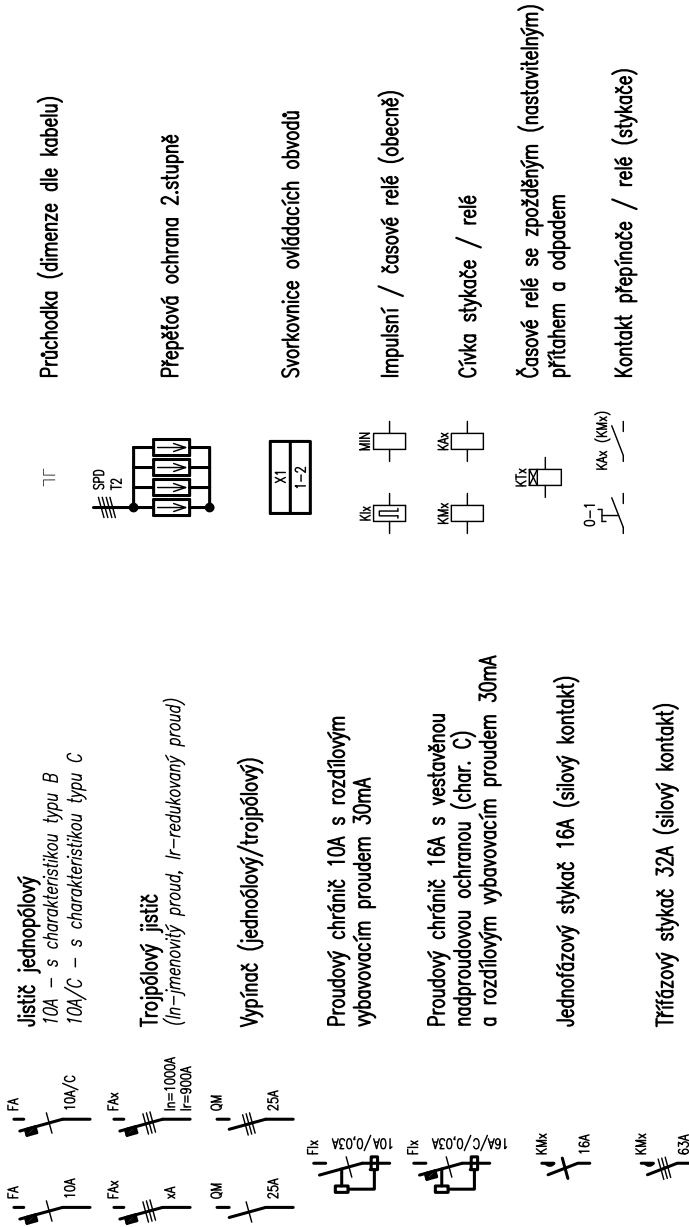 FA
10A
FA
10A/C
Jistič jednopólový
10A – s charakteristikou typu B
10A/C – s charakteristikou typu C
FAx
xA
FAx
In=1000A
Ir=900A
Trojpólový jistič
(In–jmenovitý proud, Ir–redukovaný proud)
QM
25A
QM
25A
Vypínač (jednoólový/trojpólový)
FIx
10A/0,03A
Proudový chránič 10A s rozdílovým
vybavovacím proudem 30mA
FIx
16A/C/0,03A
Proudový chránič 16A s vestavěnou
nadproudovou ochranou (char. C)
a rozdílovým vybavovacím proudem 30mA
KMx
16A
Jednofázový stykač 16A (silový kontakt)
KMx
63A
Třífázový stykač 32A (silový kontakt)
Průchodka (dimenze dle kabelu)
SPD
T2
Přepěťová ochrana 2.stupně
X1
1–2
Svorkovnice ovládacích obvodů
KIx
MIN
Impulsní / časové relé (obecně)
KMx
KAx
Cívka stykače / relé
KTx
Časové relé se zpožděným (nastavitelným)
přítahem a odpadem
0–1
KAx (KMx)
Kontakt přepínače / relé (stykače)